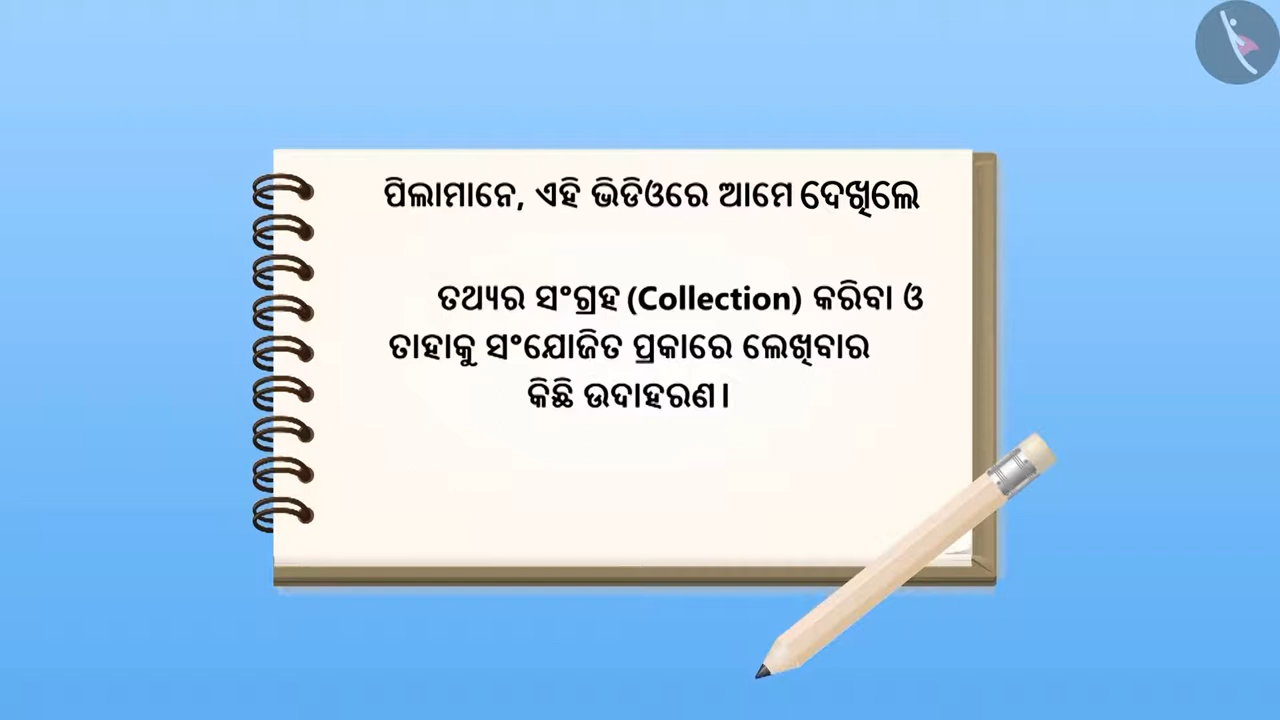 ପିଲାମାନେ, ଏହି ଭିଡିଓରେ ଆମେ ଦେଖିଲେ
ତଥ୍ୟର ସଂଗ୍ରହ (Collection) କରିବା ଓ
ତାହାକୁ ସଂଯୋଜିତ ପ୍ରକାରେ ଲେଖିବାର
କିଛି ଉଦାହରଣ।